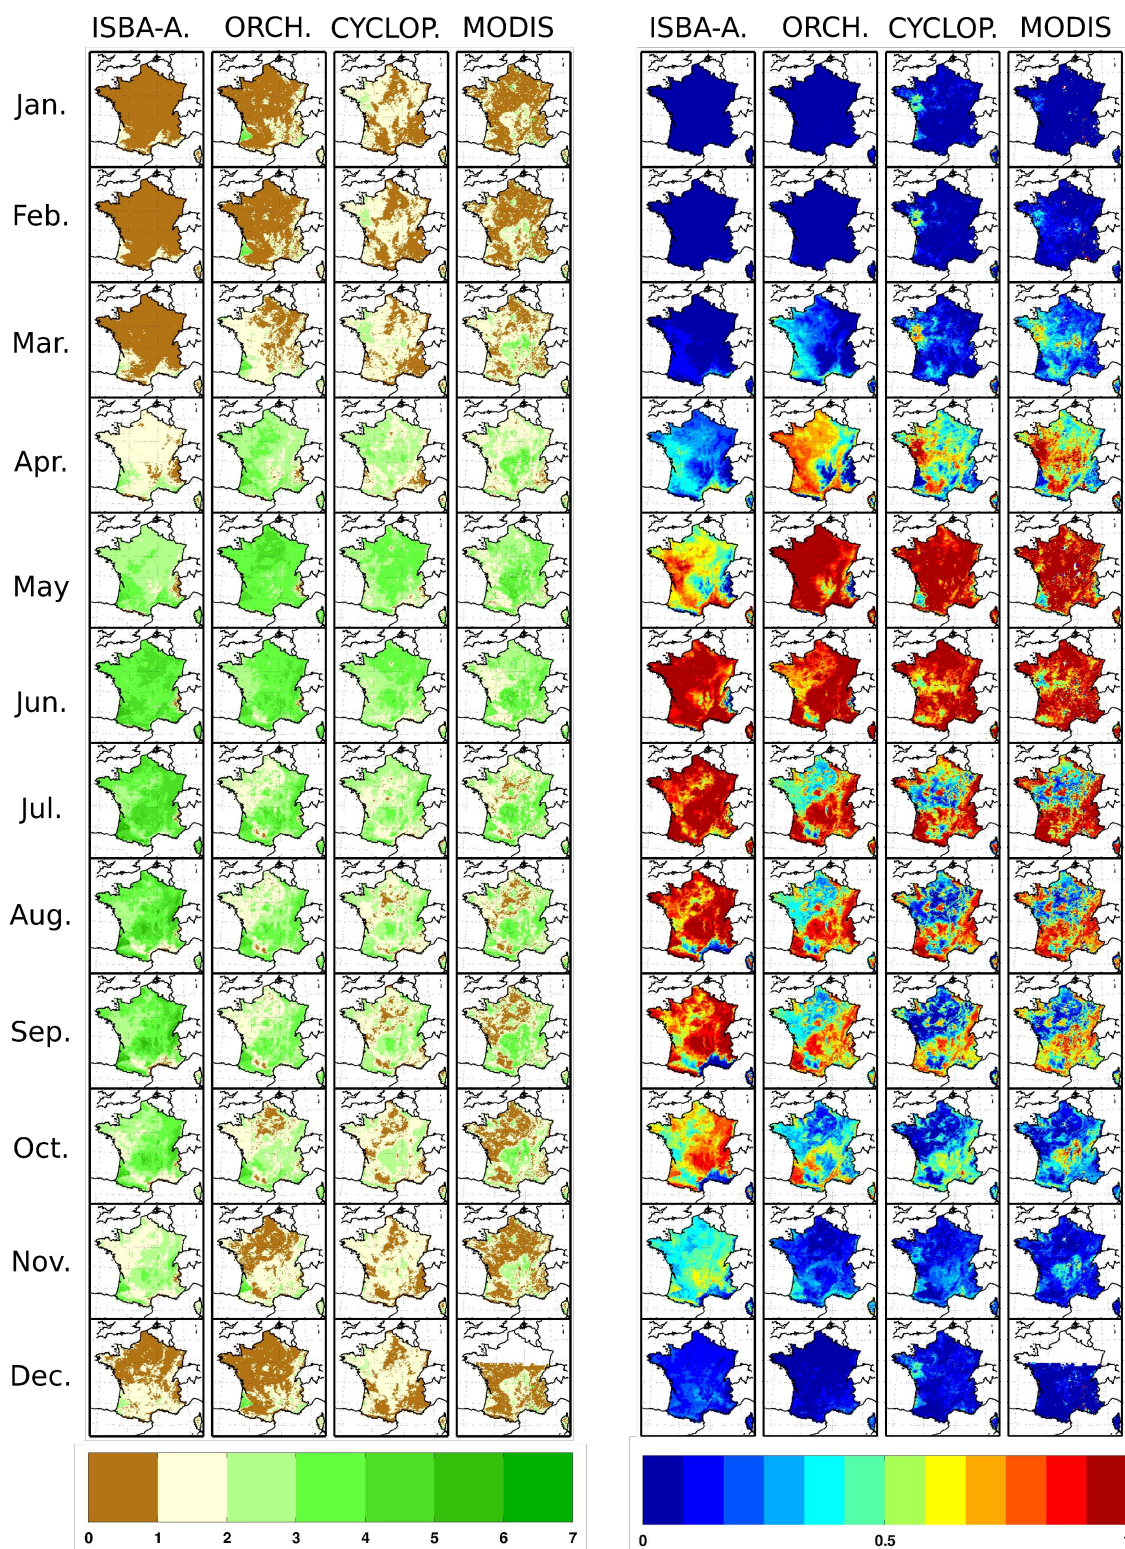 ISBA-A. ORCH. CYCLOP. MODIS ISBA-A. ORCH. CYCLOP. MODIS
Jan.
Feb.
Mar.
Apr.
May
Jun.
Jul.
Aug.
Sep.
Oct.
Nov.
Dec.
0 1 2 3 4 5 6 7 0 0.5